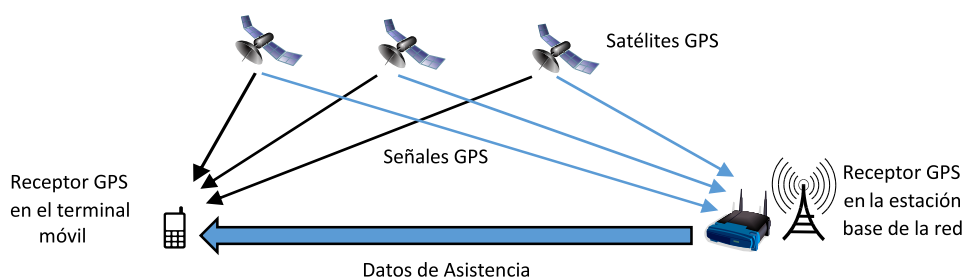 Satélites GPS
Señales GPS
Receptor GPS
en el terminal
móvil
Receptor GPS
en la estación
base de la red
Datos de Asistencia